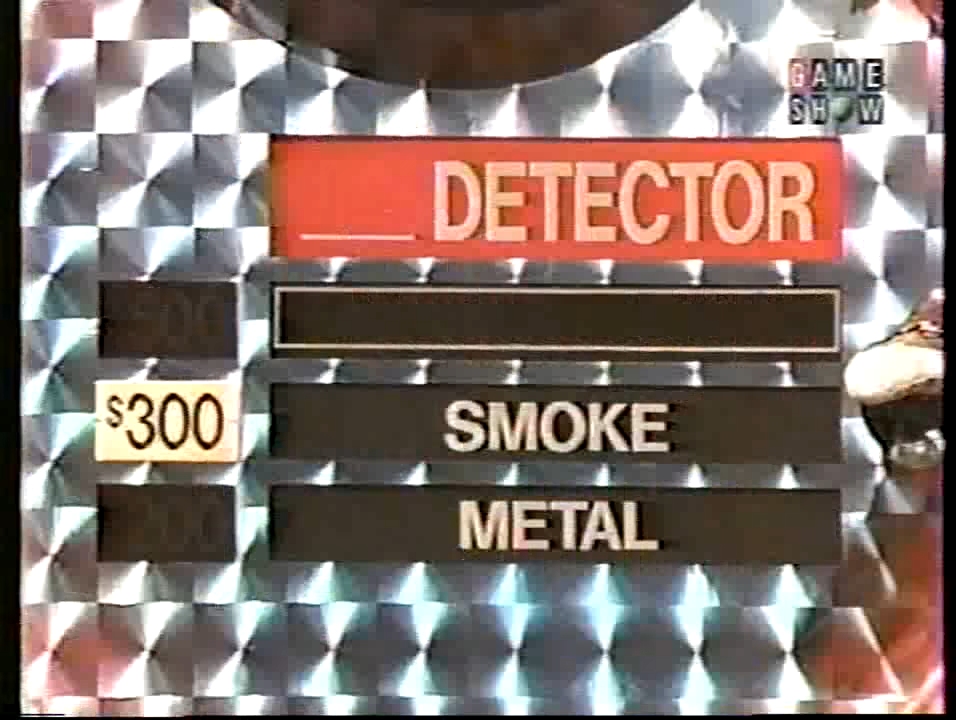 GAME
SHOW
___ DETECTOR
$300
SMOKE
METAL